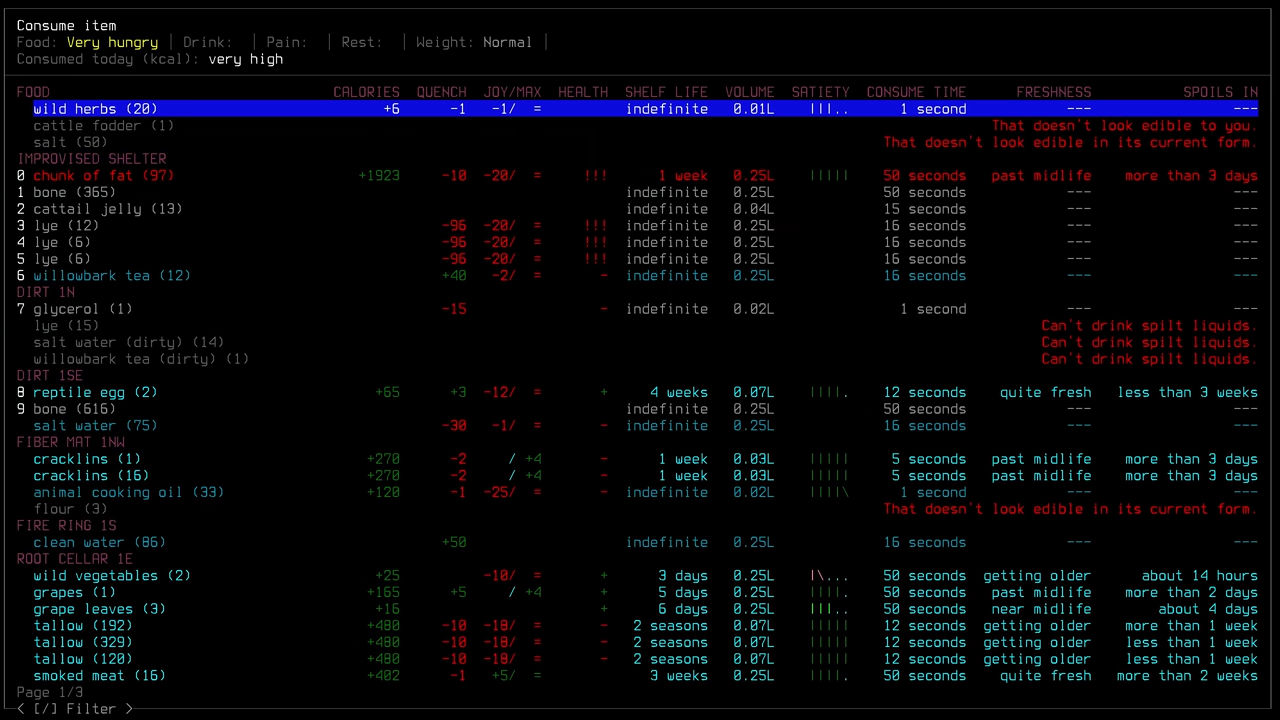 Consume item
Food: Very hungry | Drink: | Pain: | Rest: | Weight: Normal |
Consumed today (kcal): very high
FOOD CALORIES QUENCH JOY/MAX HEALTH SHELF LIFE VOLUME SATIETY CONSUME TIME FRESHNESS SPOILS IN
wild herbs (20) +6 -1 -1/ = indefinite 0.01L |||.. 1 second --- ---
cattle fodder (1) That doesn't look edible to you.
salt (50) That doesn't look edible in its current form.
IMPROVISED SHELTER
0 chunk of fat (97) +1923 -10 -20/ = !!! 1 week 0.25L ||||| 50 seconds past midlife more than 3 days
1 bone (365) indefinite 0.25L 50 seconds --- ---
2 cattail jelly (13) indefinite 0.04L 15 seconds --- ---
3 lye (12) -96 -20/ = !!! indefinite 0.25L 16 seconds --- ---
4 lye (6) -96 -20/ = !!! indefinite 0.25L 16 seconds --- ---
5 lye (6) -96 -20/ = !!! indefinite 0.25L 16 seconds --- ---
6 willowbark tea (12) +40 -2/ = - indefinite 0.25L 16 seconds --- ---
DIRT 1N
7 glycerol (1) -15 - indefinite 0.02L 1 second --- ---
lye (15) Can't drink spilt liquids.
salt water (dirty) (14) Can't drink spilt liquids.
willowbark tea (dirty) (1) Can't drink spilt liquids.
DIRT 1SE
8 reptile egg (2) +65 +3 -12/ = + 4 weeks 0.07L ||||. 12 seconds quite fresh less than 3 weeks
9 bone (616) indefinite 0.25L 50 seconds --- ---
salt water (75) -30 -1/ = indefinite 0.25L 16 seconds --- ---
FIBER MAT 1NW
cracklins (1) +270 -2 / +4 - 1 week 0.03L ||||| 5 seconds past midlife more than 3 days
cracklins (16) +270 -2 / +4 - 1 week 0.03L ||||| 5 seconds past midlife more than 3 days
animal cooking oil (33) +120 -1 -25/ = - indefinite 0.02L ||||\ 1 second --- ---
flour (3) That doesn't look edible in its current form.
FIRE RING 1S
clean water (86) +50 indefinite 0.25L 16 seconds --- ---
ROOT CELLAR 1E
wild vegetables (2) +25 -10/ = + 3 days 0.25L |\... 50 seconds getting older about 14 hours
grapes (1) +165 +5 / +4 + 5 days 0.25L ||||. 50 seconds past midlife more than 2 days
grape leaves (3) +16 + 6 days 0.25L |||.. 50 seconds near midlife about 4 days
tallow (192) +480 -10 -18/ = - 2 seasons 0.07L ||||| 12 seconds getting older more than 1 week
tallow (329) +480 -10 -18/ = - 2 seasons 0.07L ||||| 12 seconds getting older less than 1 week
tallow (120) +480 -10 -18/ = - 2 seasons 0.07L ||||| 12 seconds getting older less than 1 week
smoked meat (16) +402 -1 +5/ = 3 weeks 0.25L ||||. 50 seconds quite fresh more than 2 weeks
Page 1/3
< [/] Filter >